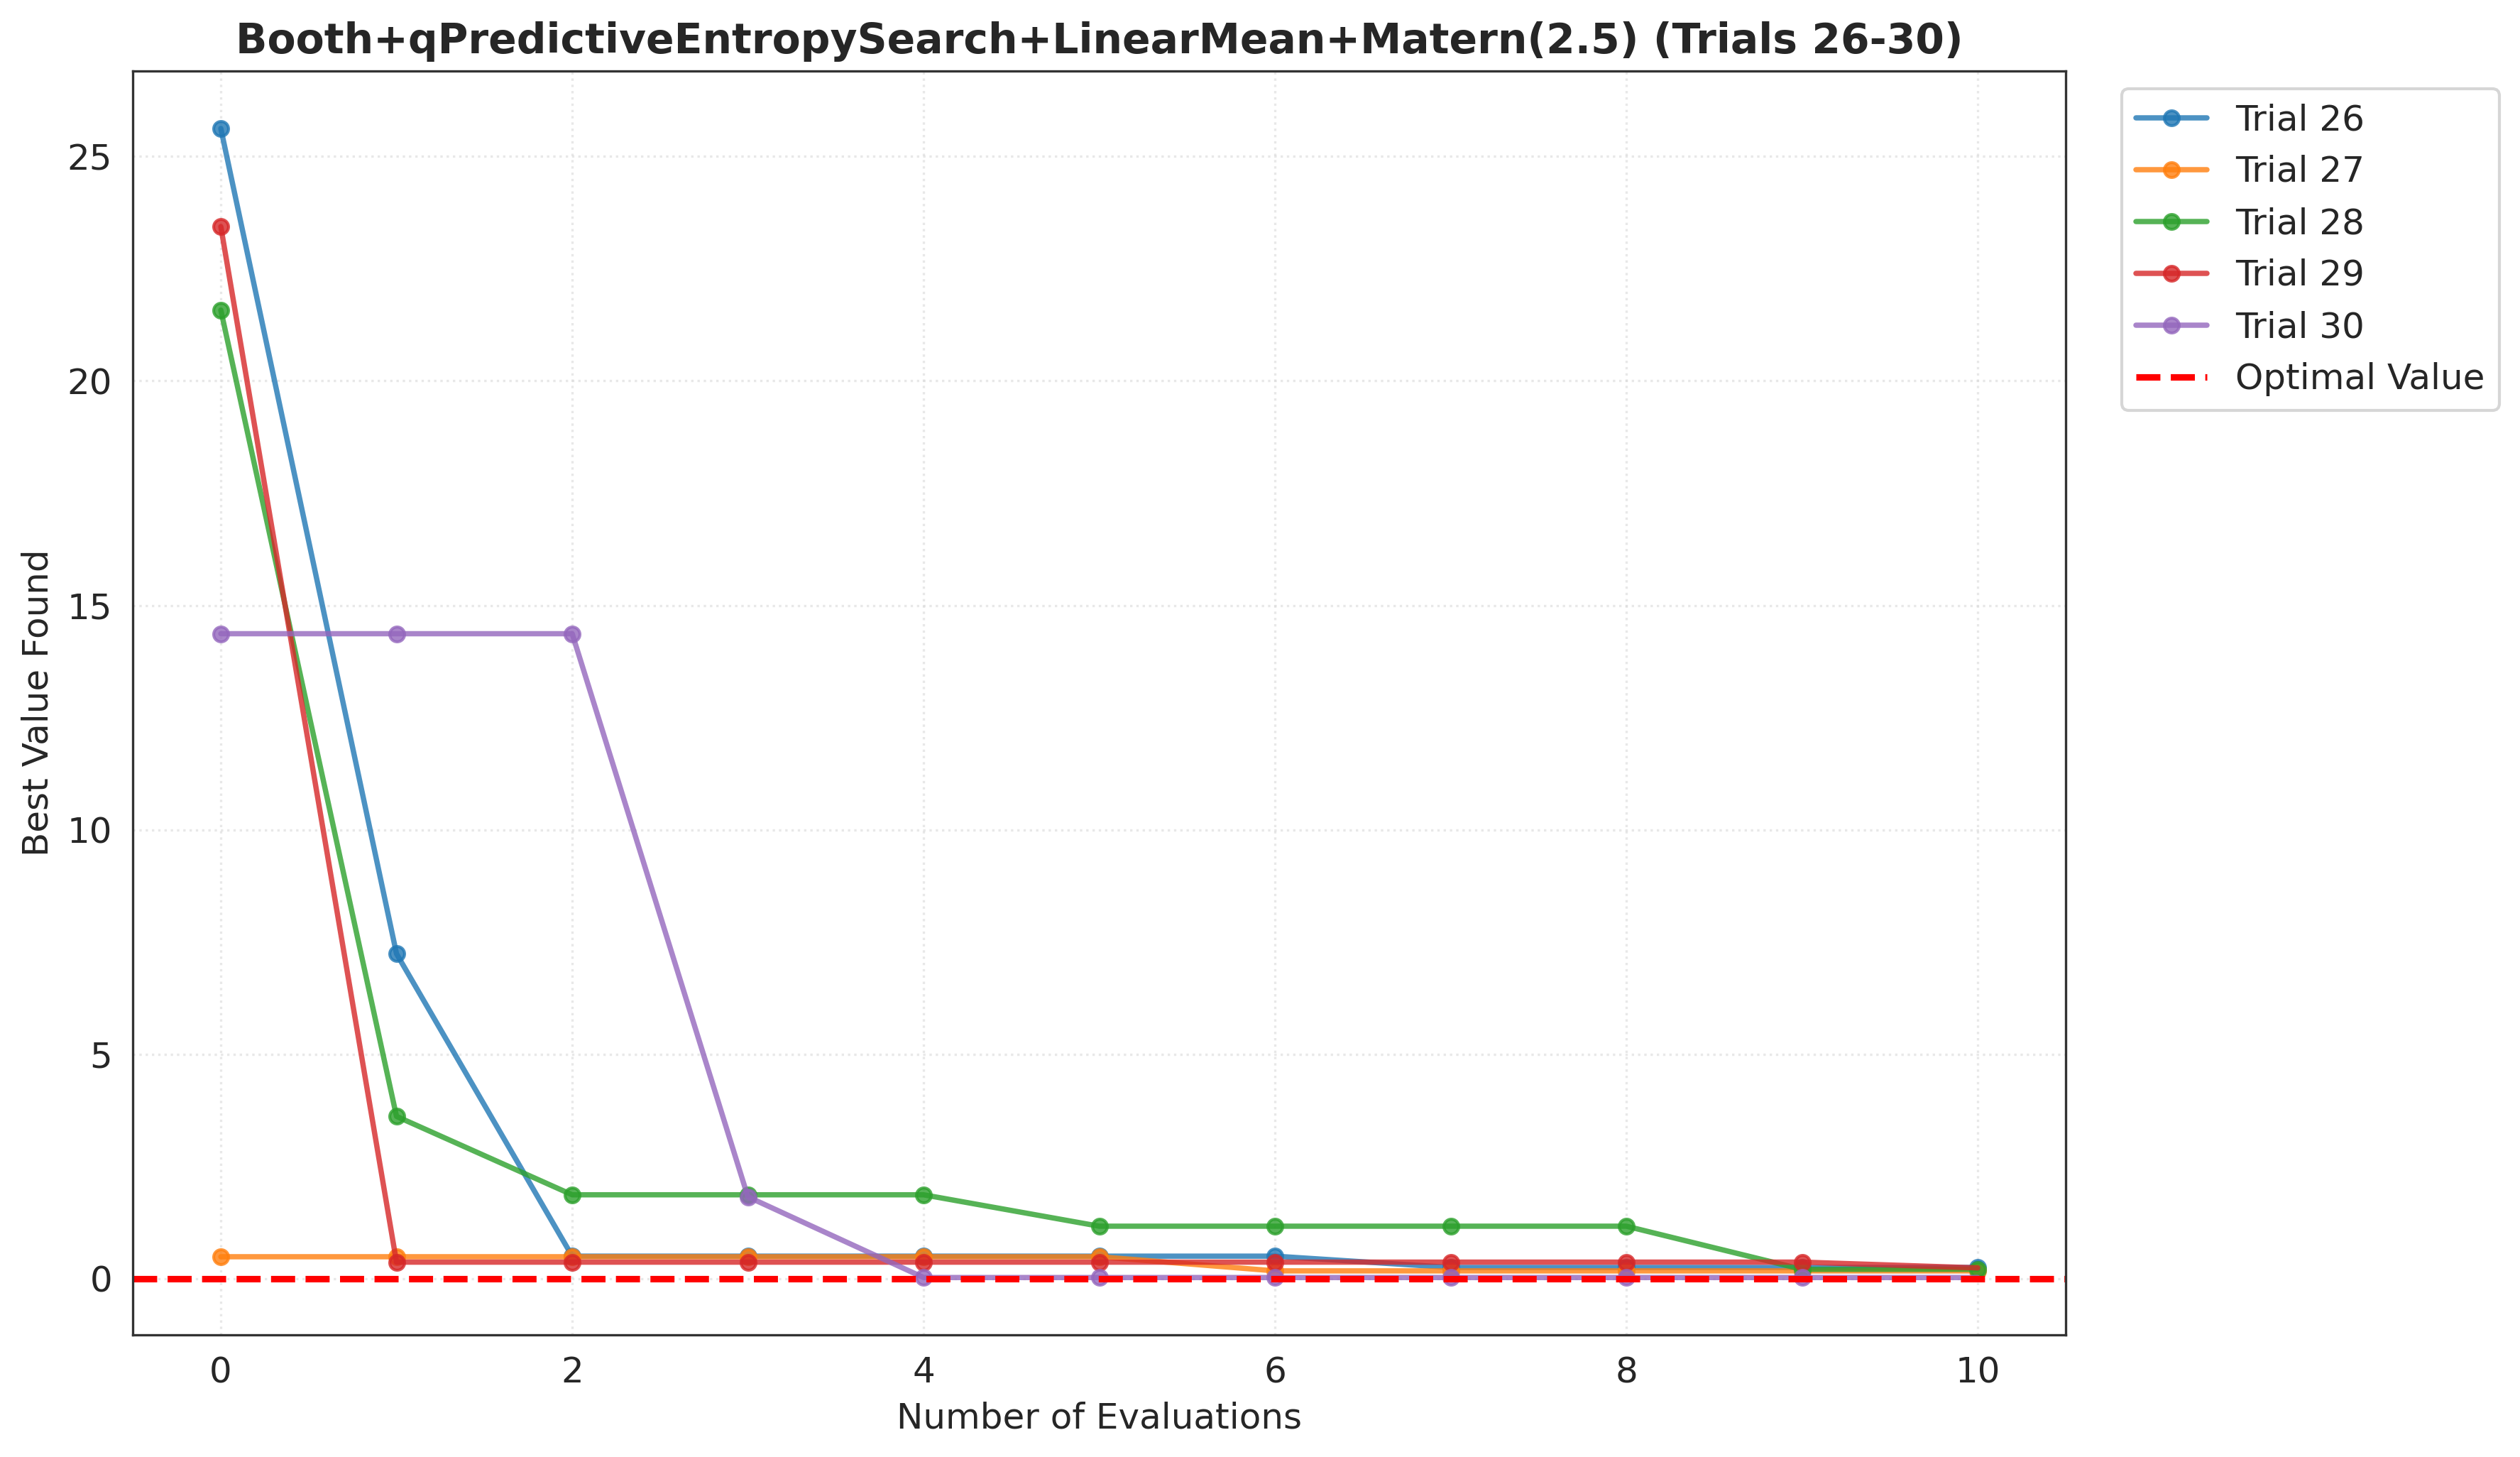 Booth+qPredictiveEntropySearch+LinearMean+Matern(2.5) (Trials 26-30)
Trial 26
Trial 27
Trial 28
Trial 29
Trial 30
Optimal Value
Best Value Found
25
20
15
10
5
0
0 2 4 6 8 10
Number of Evaluations